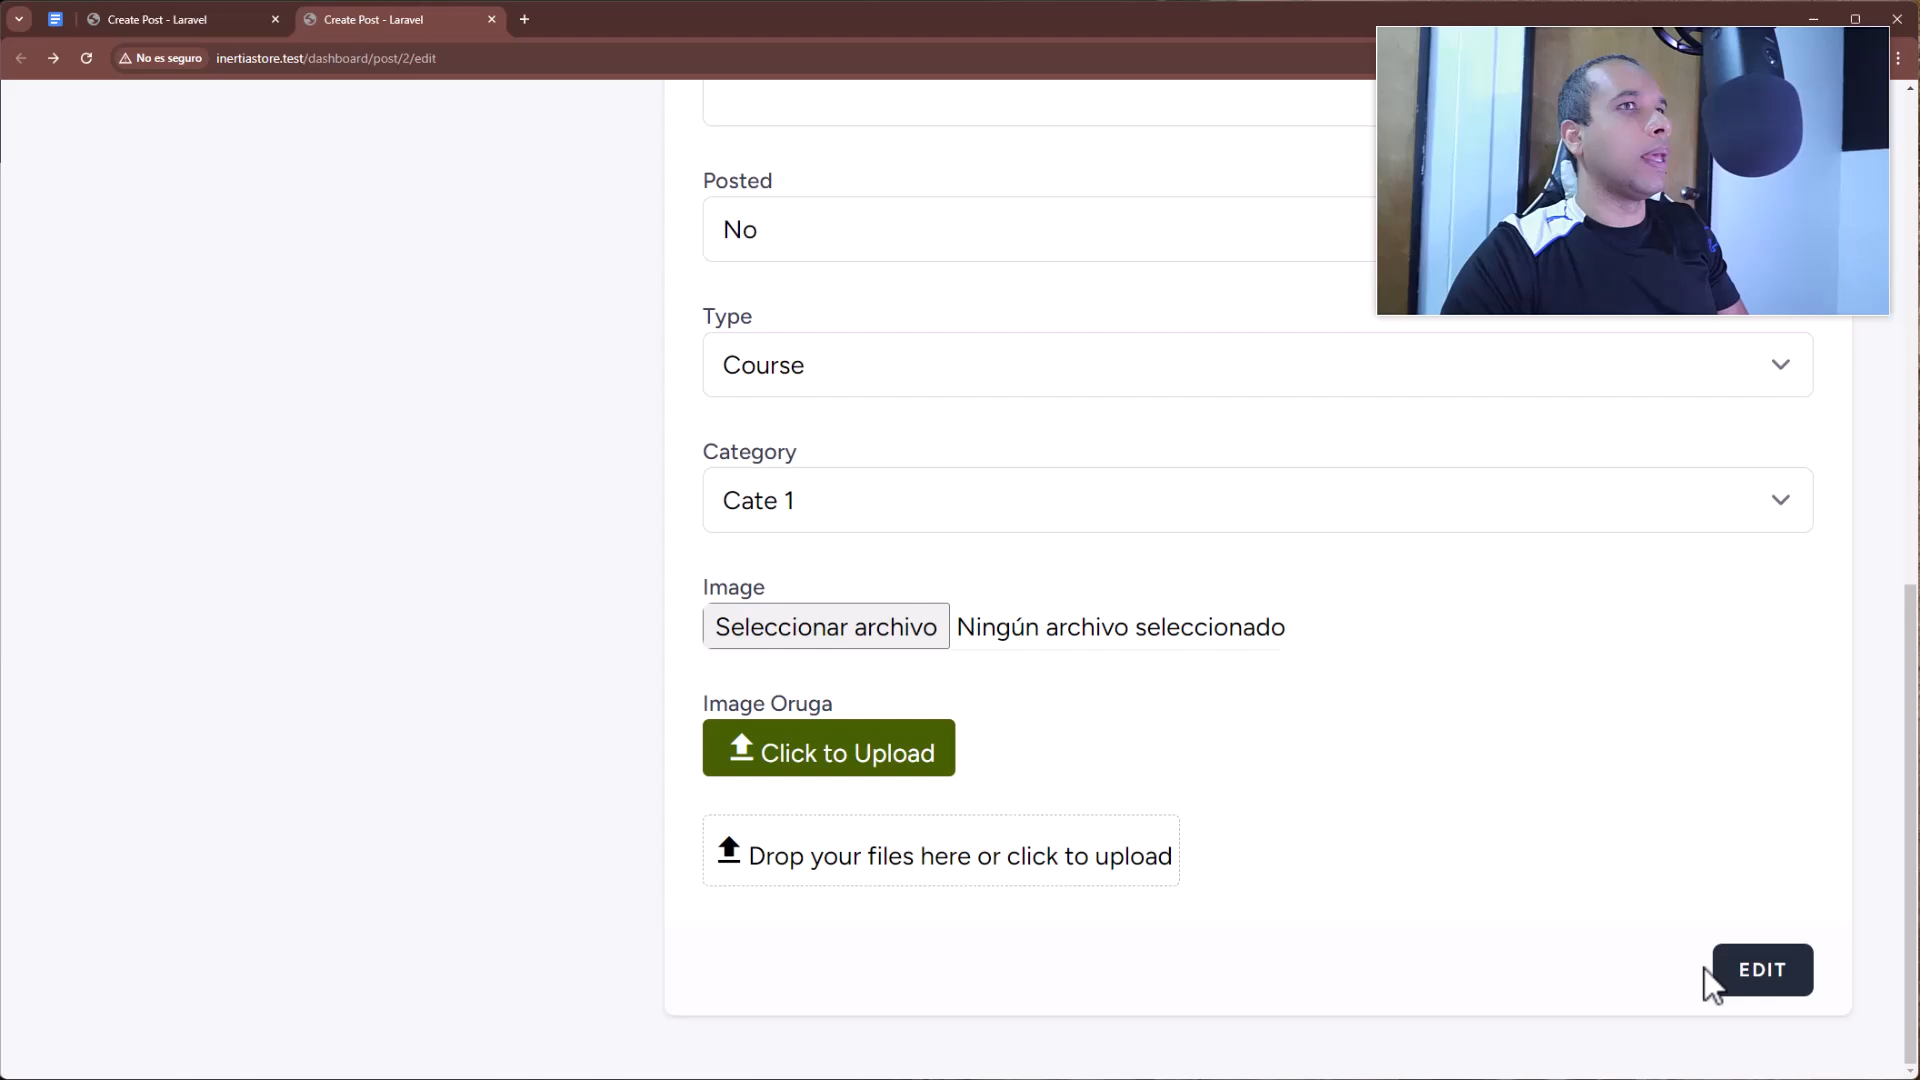 Create Post - Laravel
Create Post - Laravel
No es seguro
inertiastore.test/dashboard/post/2/edit
Posted
No
Type
Course
Category
Cate 1
Image
Seleccionar archivo Ningún archivo seleccionado
Image Oruga
Click to Upload
Drop your files here or click to upload
EDIT